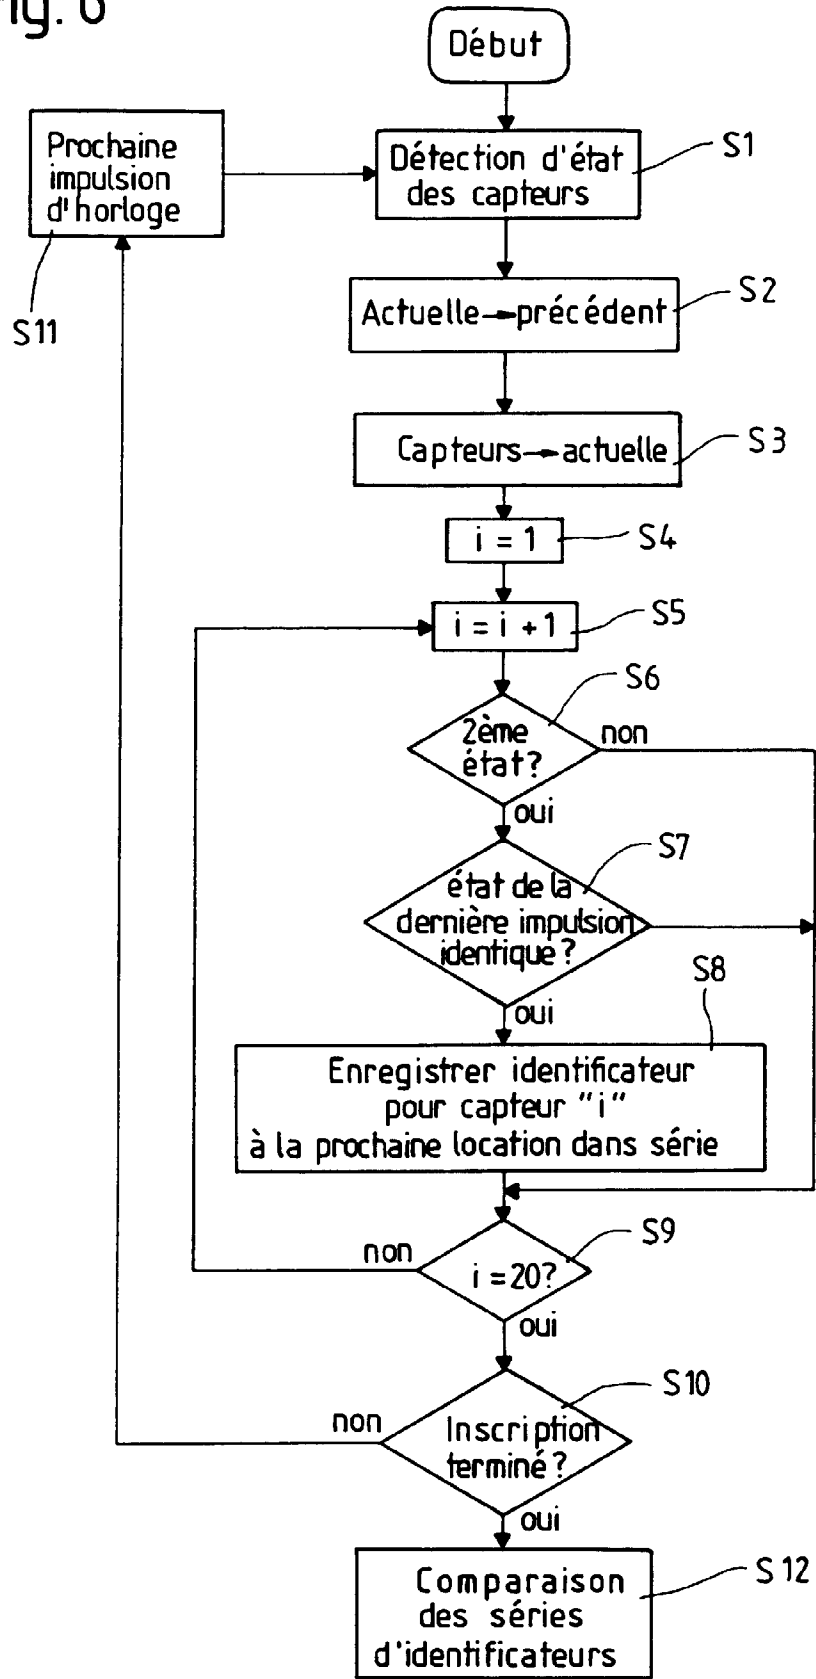 Fig. 6
Début
Prochaine
impulsion
d'horloge
S11
Détection d'état
des capteurs
S1
Actuelle→précédent
S2
Capteurs→actuelle
S3
i = 1
S4
i = i + 1
S5
2ème
état?
S6
non
oui
état de la
dernière impulsion
identique?
S7
oui
S8
Enregistrer identificateur
pour capteur "i"
à la prochaine location dans série
i = 20?
S9
non
oui
Inscription
terminé?
S10
non
oui
Comparaison
des séries
d'identificateurs
S12